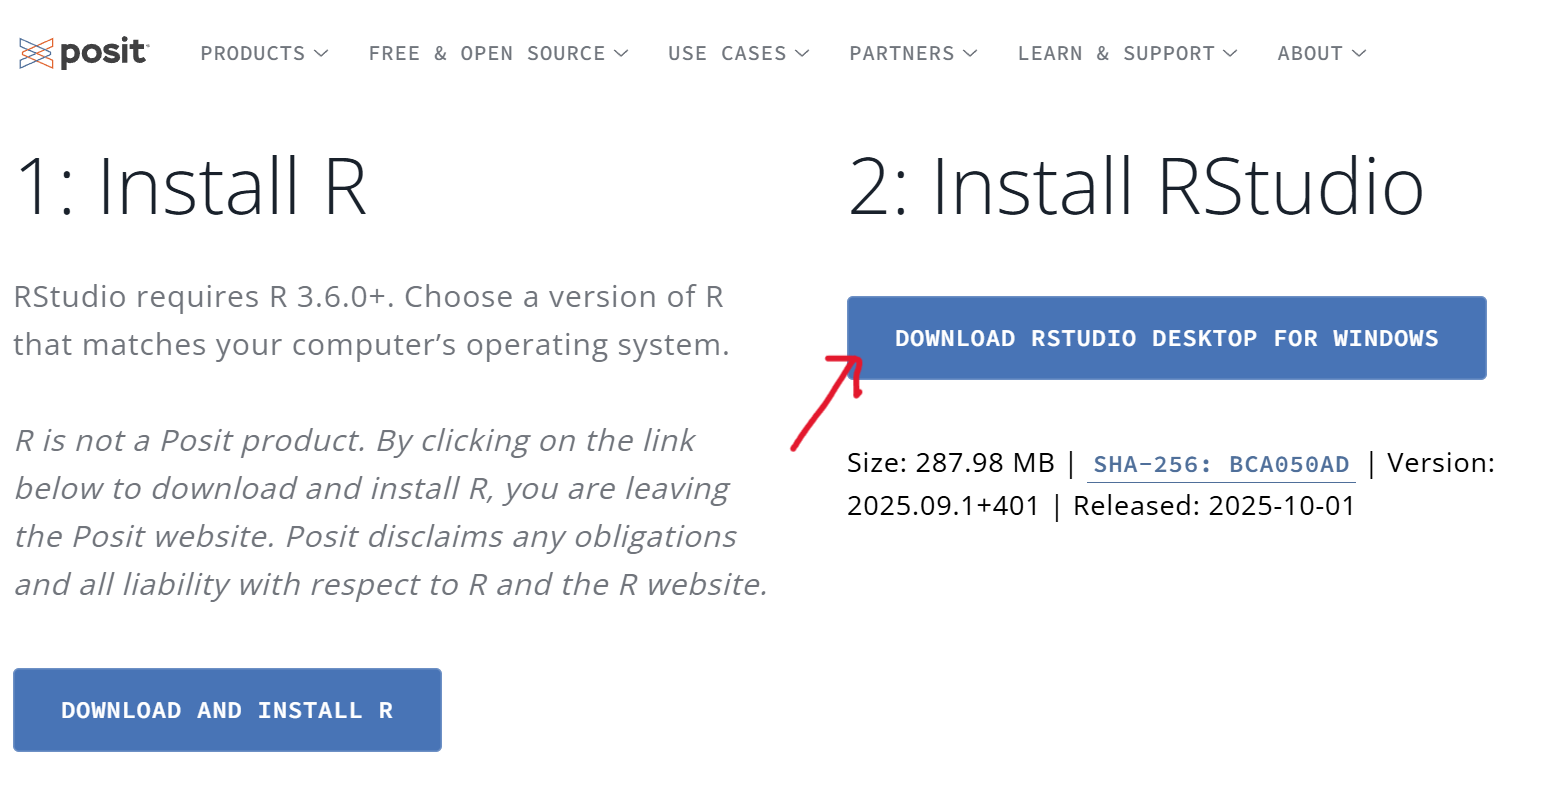 posit
PRODUCTS
FREE & OPEN SOURCE
USE CASES
PARTNERS
LEARN & SUPPORT
ABOUT
1: Install R
RStudio requires R 3.6.0+. Choose a version of R
that matches your computer’s operating system.
R is not a Posit product. By clicking on the link
below to download and install R, you are leaving
the Posit website. Posit disclaims any obligations
and all liability with respect to R and the R website.
DOWNLOAD AND INSTALL R
2: Install RStudio
DOWNLOAD RSTUDIO DESKTOP FOR WINDOWS
Size: 287.98 MB | SHA-256: BCA050AD | Version:
2025.09.1+401 | Released: 2025-10-01